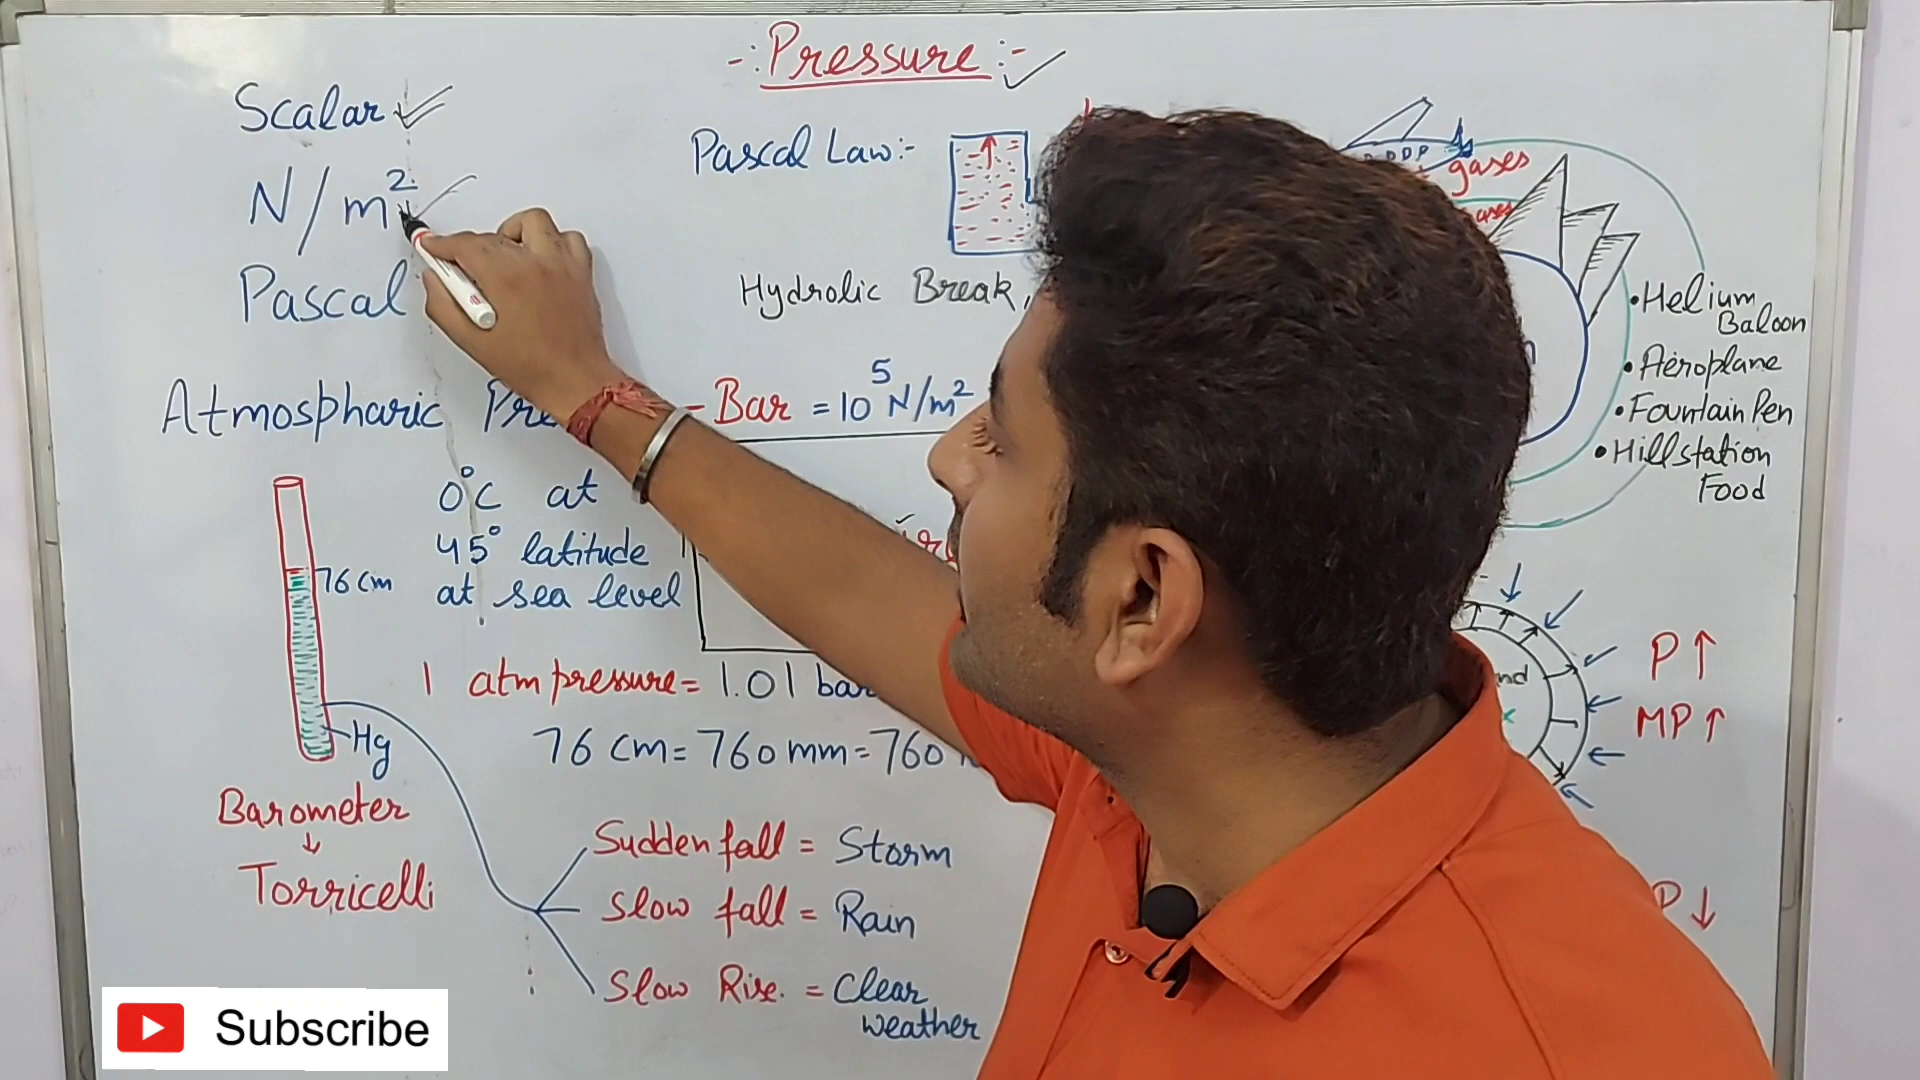 -:Pressure:-
Scalar
N/m²
Pascal
Pascal Law:-
Hydrolic Break,
gases
• Helium
Baloon
• Aeroplane
• Fountain Pen
• Hillstation
Food
Atmospharic
- Bar = 10⁵ N/m²
0°C at
45° latitude
at sea level
76 cm
Hg
Barometer
↓
Torricelli
1 atm pressure = 1.01 bar
76 cm = 760 mm = 760
Sudden fall = Storm
Slow fall = Rain
Slow Rise. = Clear
weather
P↑
MP↑
P↓
Subscribe